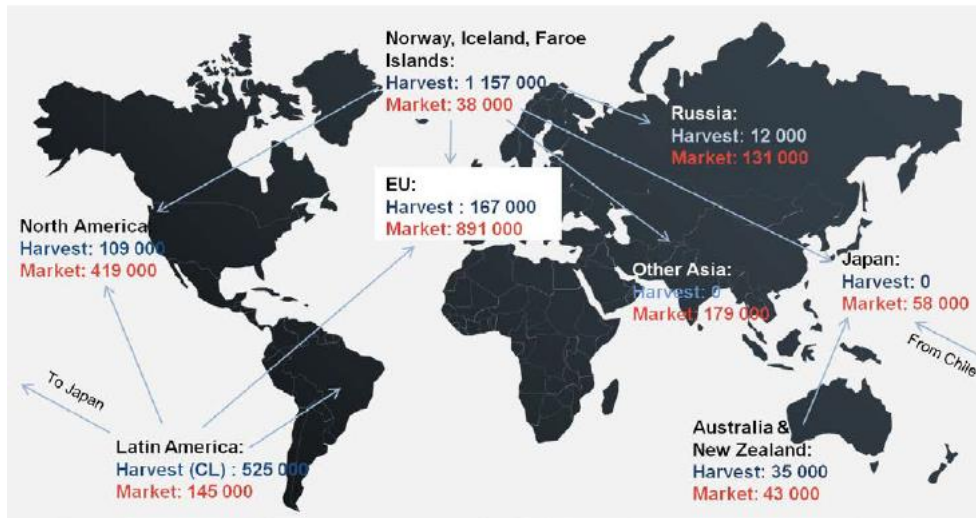 Norway, Iceland, Faroe
Islands:
Harvest: 1 157 000
Market: 38 000
Russia:
Harvest: 12 000
Market: 131 000
EU:
Harvest : 167 000
Market: 891 000
North America
Harvest: 109 000
Market: 419 000
Other Asia:
Harvest: 0
Market: 179 000
Japan:
Harvest: 0
Market: 58 000
From Chile
To Japan
Latin America:
Harvest (CL) : 525 000
Market: 145 000
Australia &
New Zealand:
Harvest: 35 000
Market: 43 000